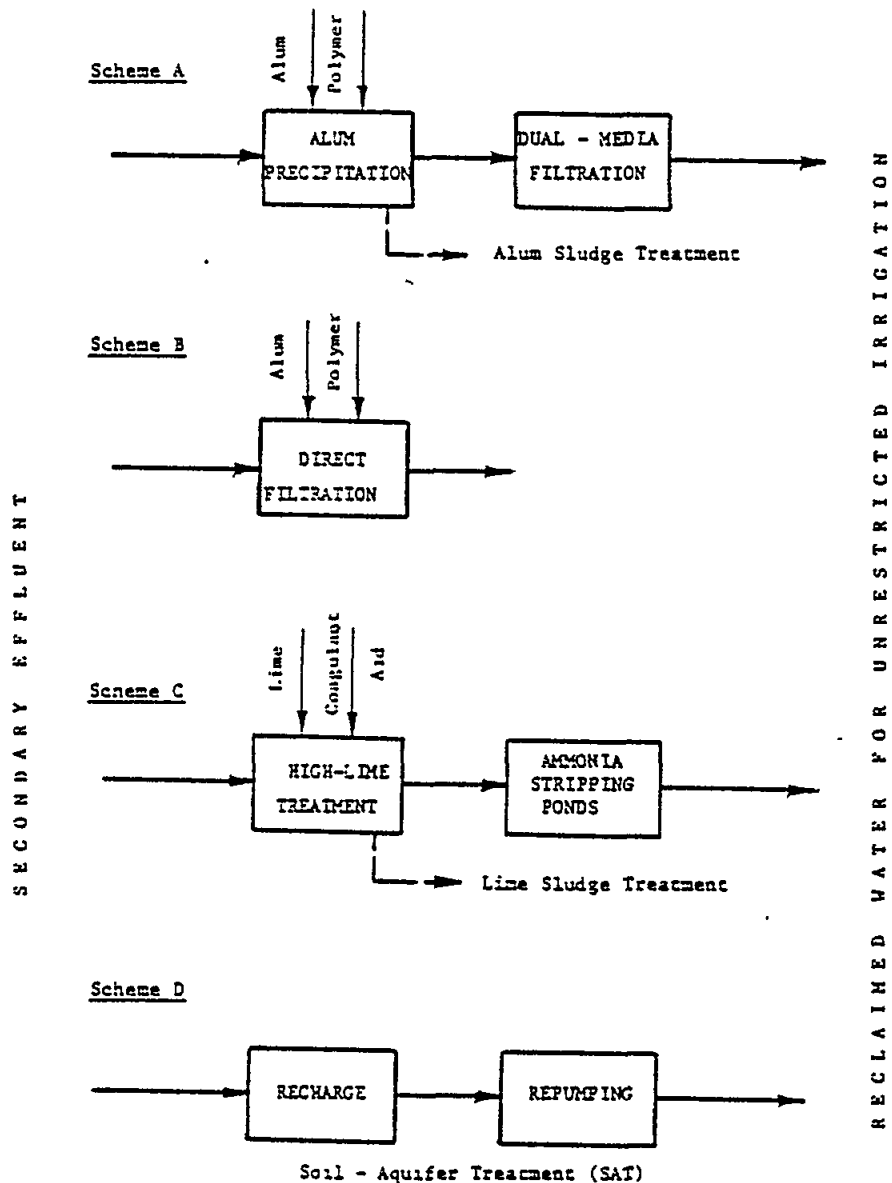 Scheme A
Alum
Polymer
ALUM
PRECIPITATION
DUAL - MEDIA
FILTRATION
Alum Sludge Treatment
Scheme B
Alum
Polymer
DIRECT
FILTRATION
Scheme C
Lime
Coagulnot
Aid
HIGH-LIME
TREATMENT
AMMONIA
STRIPPING
PONDS
Lime Sludge Treatment
Scheme D
RECHARGE
REPUMPING
Soil - Aquifer Treatment (SAT)
SECONDARY EFFLUENT
RECLAIMED WATER FOR UNRESTRICTED IRRIGATION